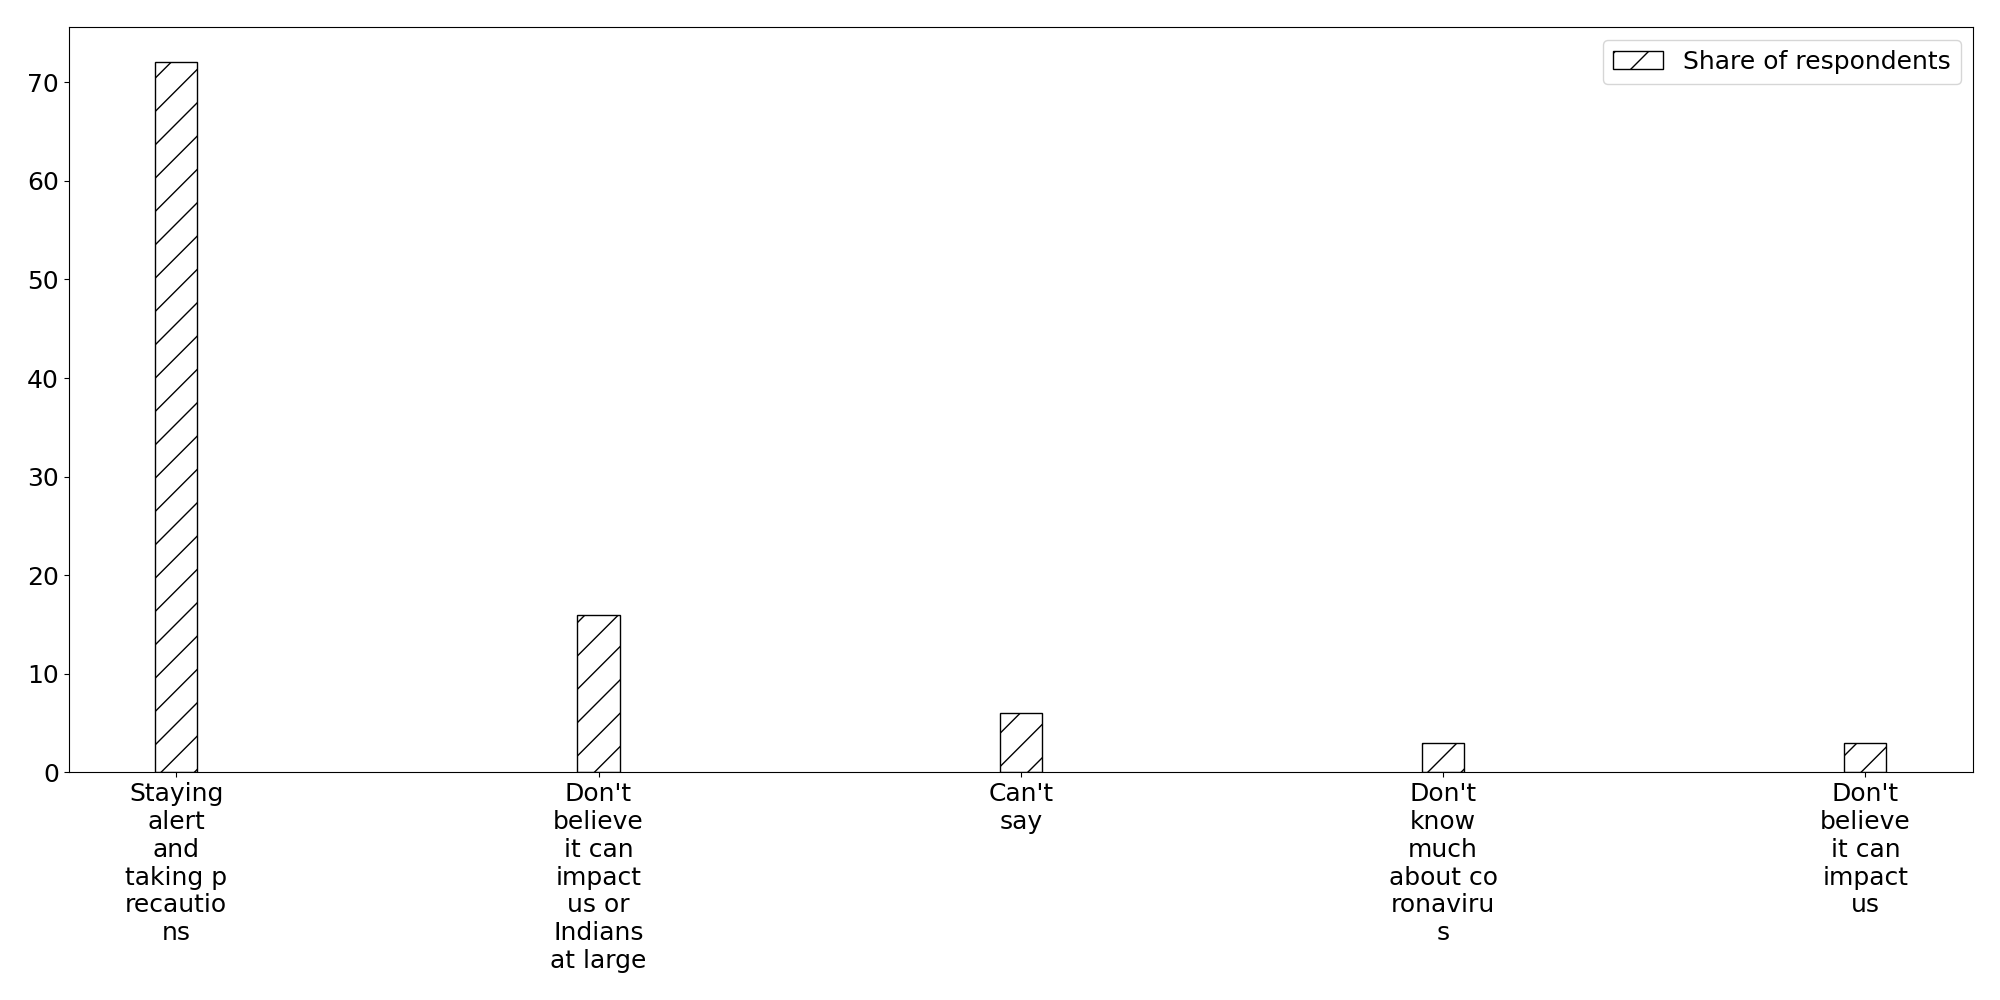 Share of respondents
70
60
50
40
30
20
10
0
Staying
alert
and
taking p
recautio
ns
Don't
believe
it can
impact
us or
Indians
at large
Can't
say
Don't
know
much
about co
ronaviru
s
Don't
believe
it can
impact
us